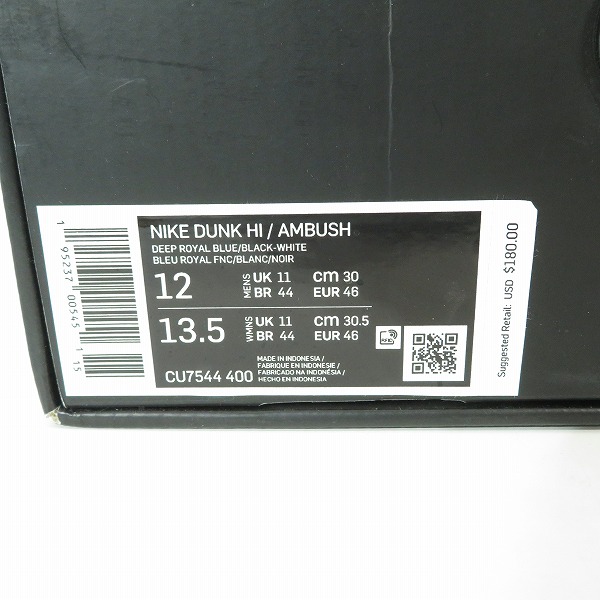 NIKE DUNK HI / AMBUSH
DEEP ROYAL BLUE/BLACK-WHITE
BLEU ROYAL FNC/BLANC/NOIR
12 MENS UK 11 CM 30
BR 44 EUR 46
13.5 WMNS UK 11 CM 30.5
BR 44 EUR 46
RFID
CU7544 400
MADE IN INDONESIA /
FABRIQUE EN INDONESIE/
FABRICADO NA INDONÉSIA /
HECHO EN INDONESIA
1 95237 00545 1 15
Suggested Retail: USD $180.00